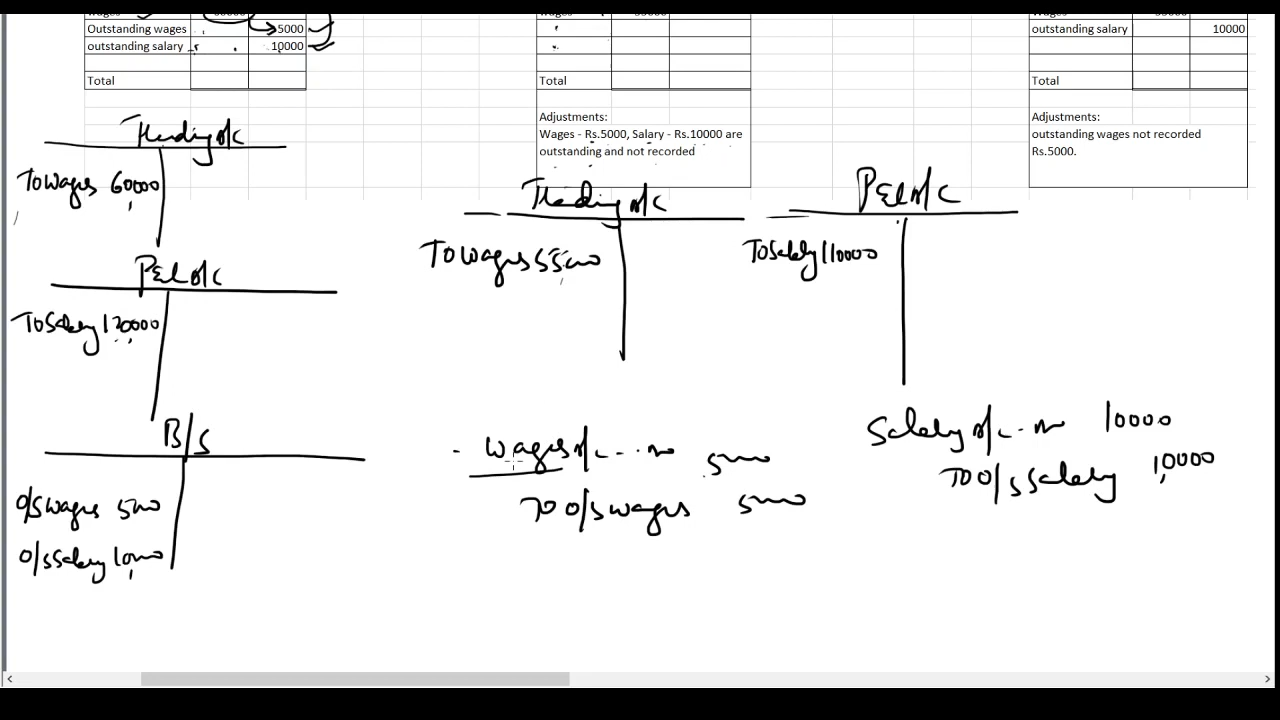 Outstanding wages 5000
outstanding salary 10000
Total
Trading A/C
To Wages 60000
P&L A/C
To Salary 120000
B/S
O/S wages 5000
O/S Salary 10000
Total
Adjustments:
Wages - Rs.5000, Salary - Rs.10000 are
outstanding and not recorded
Trading A/C
To wages 55000
P&L A/C
To Salary 110000
wages A/C...Dr 5000
To O/S wages 5000
Salary A/C..Dr 10000
To O/S Salary 10000
outstanding salary 10000
Total
Adjustments:
outstanding wages not recorded
Rs.5000.